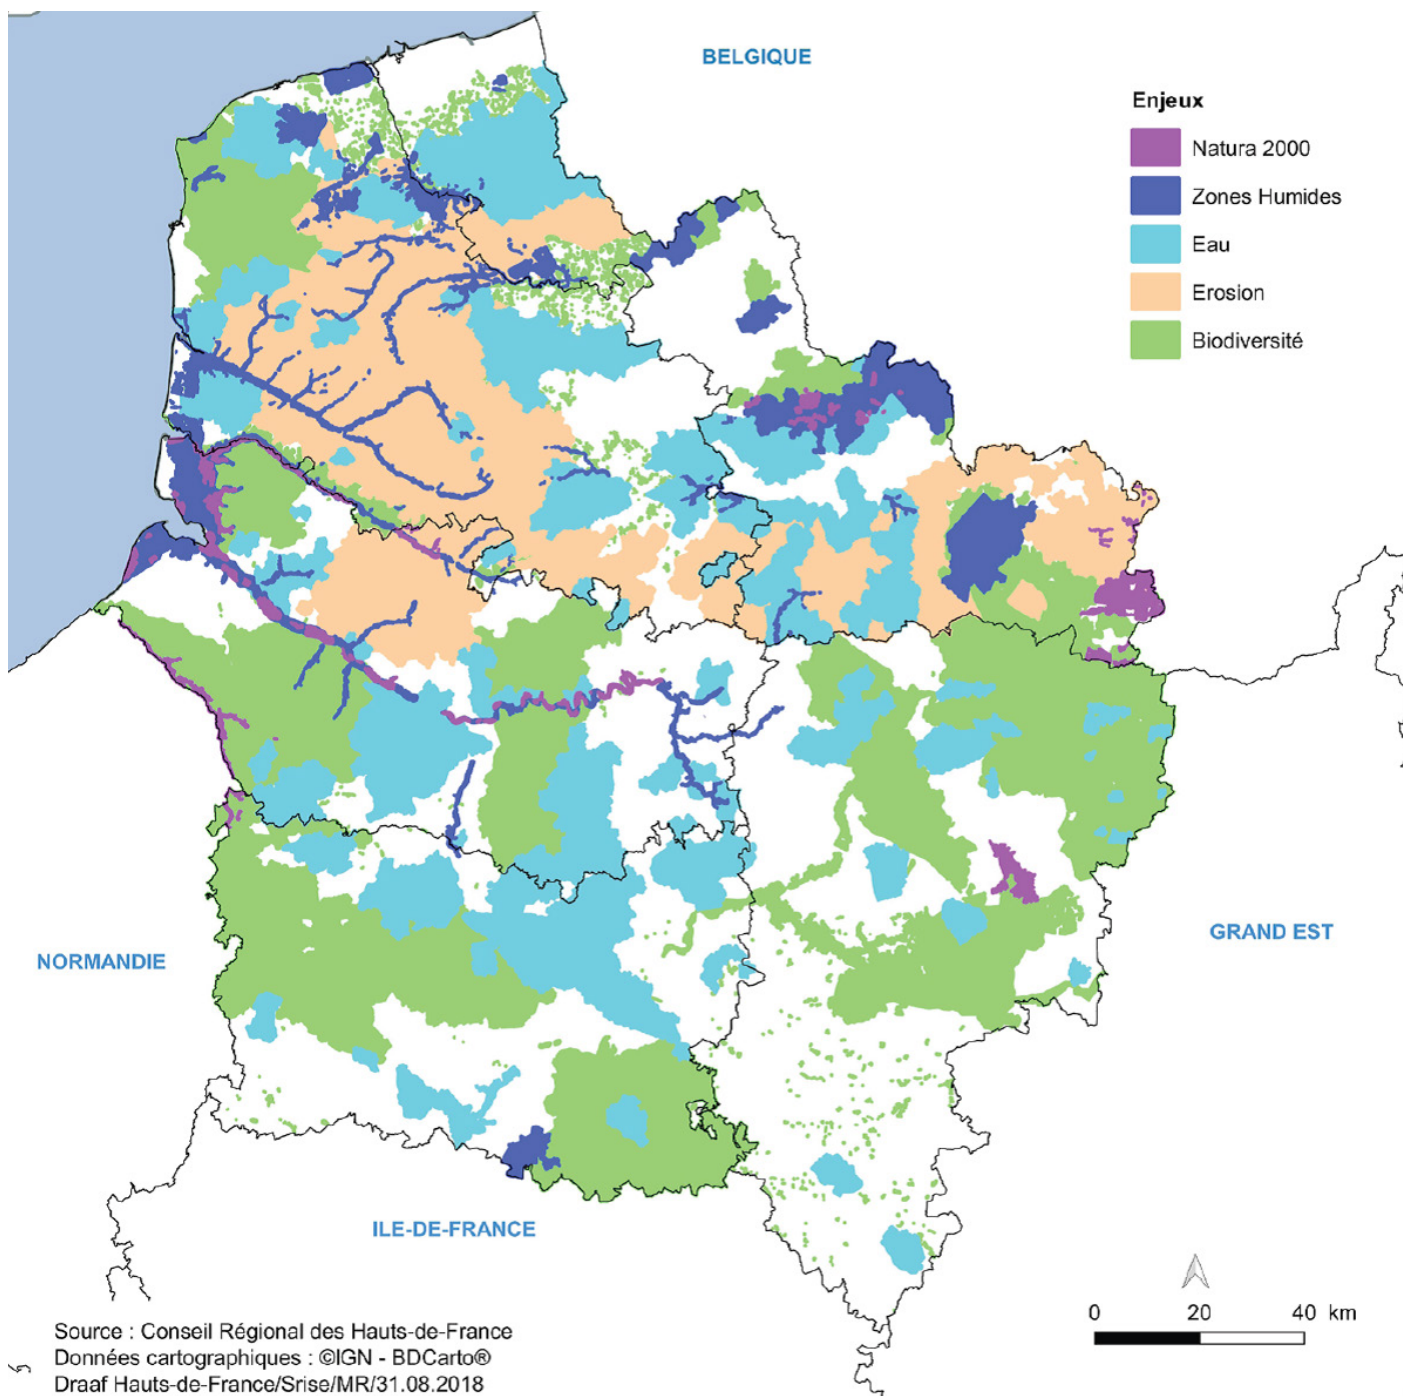 BELGIQUE
Enjeux
Natura 2000
Zones Humides
Eau
Erosion
Biodiversité
NORMANDIE
GRAND EST
ILE-DE-FRANCE
0 20 40 km
Source : Conseil Régional des Hauts-de-France
Données cartographiques : ©IGN - BDCarto®
Draaf Hauts-de-France/Srise/MR/31.08.2018